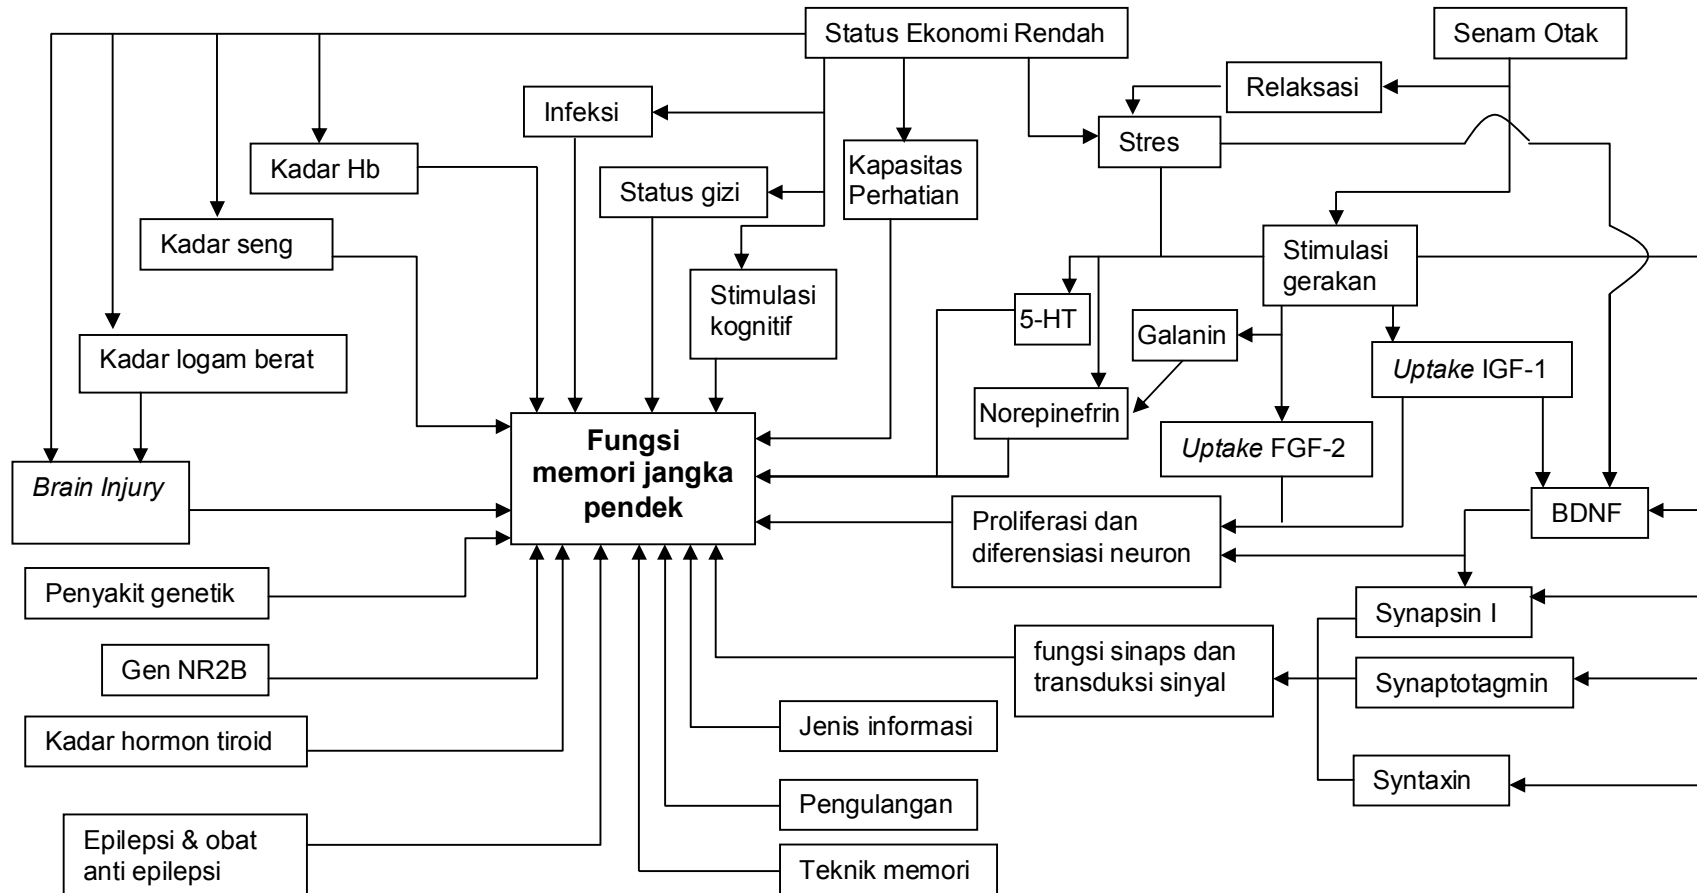 Status Ekonomi Rendah
Senam Otak
Relaksasi
Infeksi
Stres
Kadar Hb
Kapasitas
Perhatian
Status gizi
Kadar seng
Stimulasi
gerakan
Stimulasi
kognitif
5-HT
Galanin
Kadar logam berat
Uptake IGF-1
Norepinefrin
Fungsi
memori jangka
pendek
Uptake FGF-2
Brain Injury
BDNF
Proliferasi dan
diferensiasi neuron
Penyakit genetik
Synapsin I
Gen NR2B
fungsi sinaps dan
transduksi sinyal
Synaptotagmin
Kadar hormon tiroid
Jenis informasi
Syntaxin
Pengulangan
Epilepsi & obat
anti epilepsi
Teknik memori